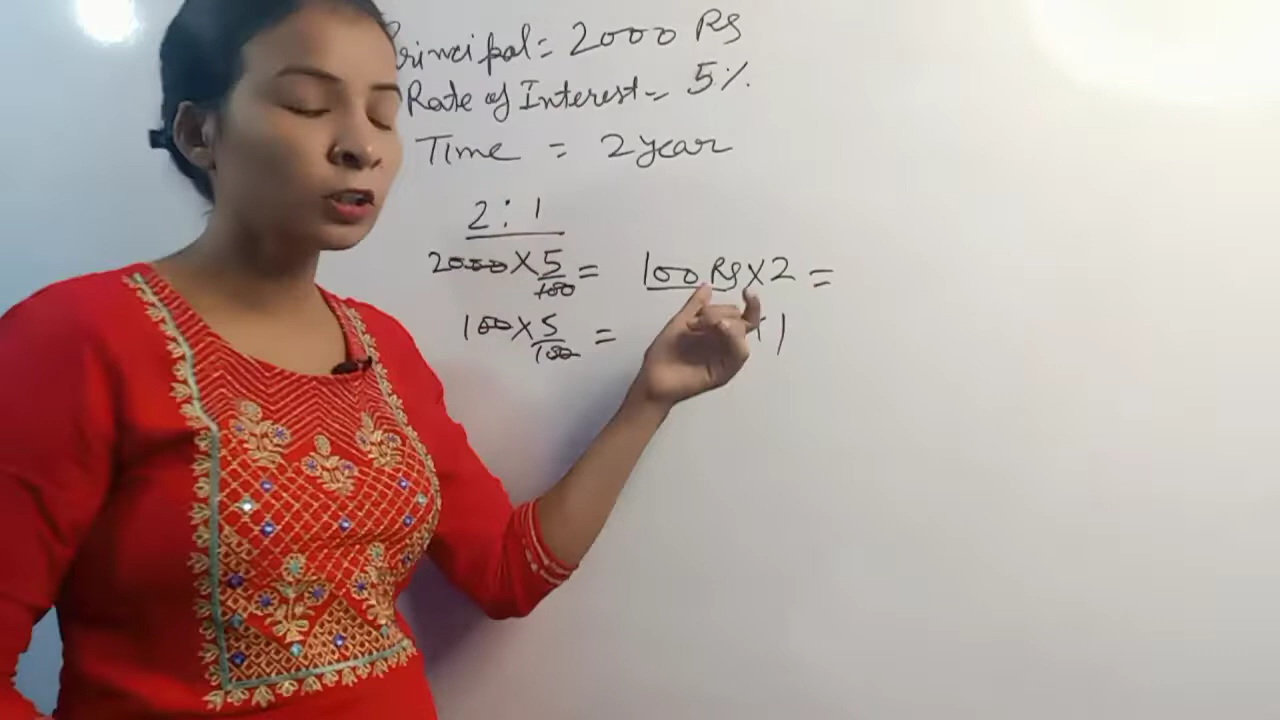 Principal = 2000 Rs
Rate of Interest = 5%
Time = 2 year
2 : 1
2000 × 5/100 = 100 Rs × 2 =
100 × 5/100 = × 1